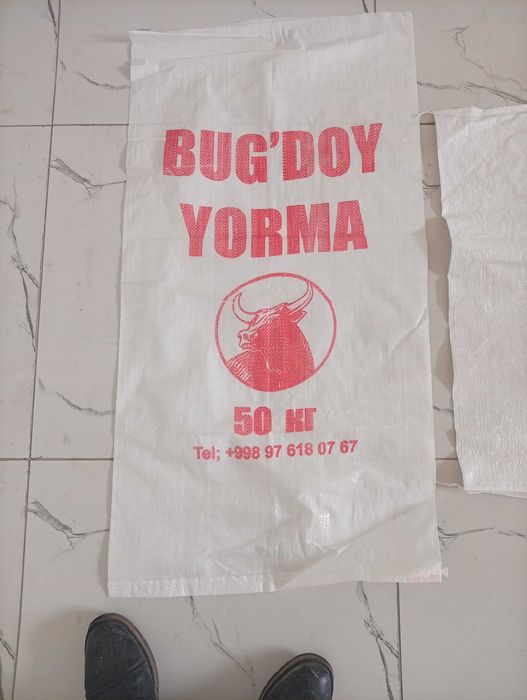 BUG'DOY
YORMA
50 КГ
Tel; +998 97 618 07 67